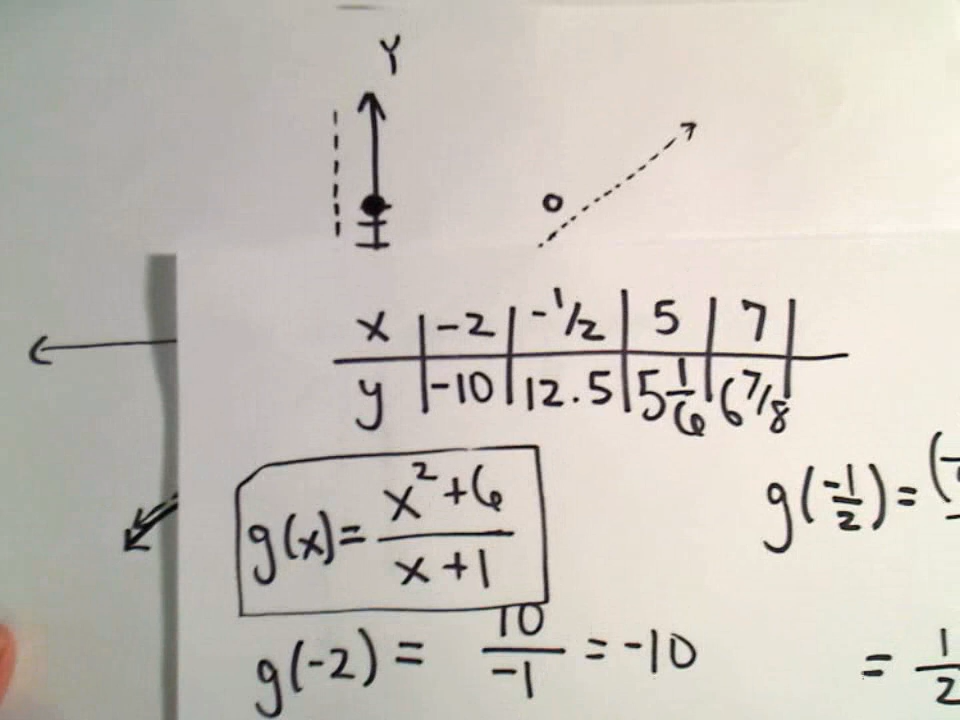 Y
x | -2 | -1/2 | 5 | 7 |
y | -10 | 12.5 | 5 1/6 | 6 7/8
g(x) = (x²+6)/(x+1)
g(-1/2) = (
g(-2) = 10/-1 = -10
= 1/2